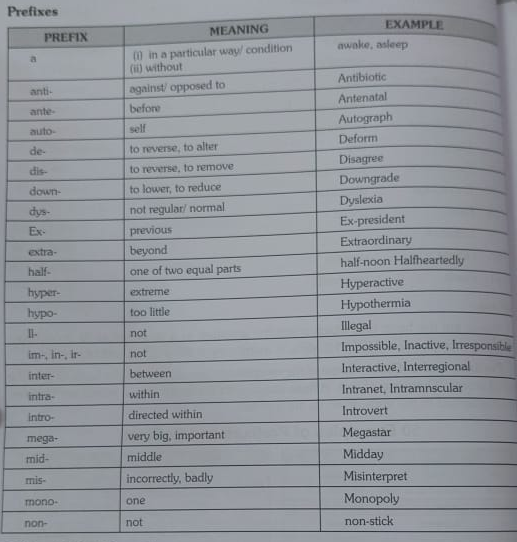 Prefixes
PREFIX MEANING EXAMPLE
a (i) in a particular way/ condition awake, asleep
(ii) without
anti- against/ opposed to Antibiotic
ante- before Antenatal
auto- self Autograph
de- to reverse, to alter Deform
dis- to reverse, to remove Disagree
down- to lower, to reduce Downgrade
dys- not regular/ normal Dyslexia
Ex- previous Ex-president
extra- beyond Extraordinary
half- one of two equal parts half-noon Halfheartedly
hyper- extreme Hyperactive
hypo- too little Hypothermia
Il- not Illegal
im-, in-, ir- not Impossible, Inactive, Irresponsible
inter- between Interactive, Interregional
intra- within Intranet, Intramnscular
intro- directed within Introvert
mega- very big, important Megastar
mid- middle Midday
mis- incorrectly, badly Misinterpret
mono- one Monopoly
non- not non-stick